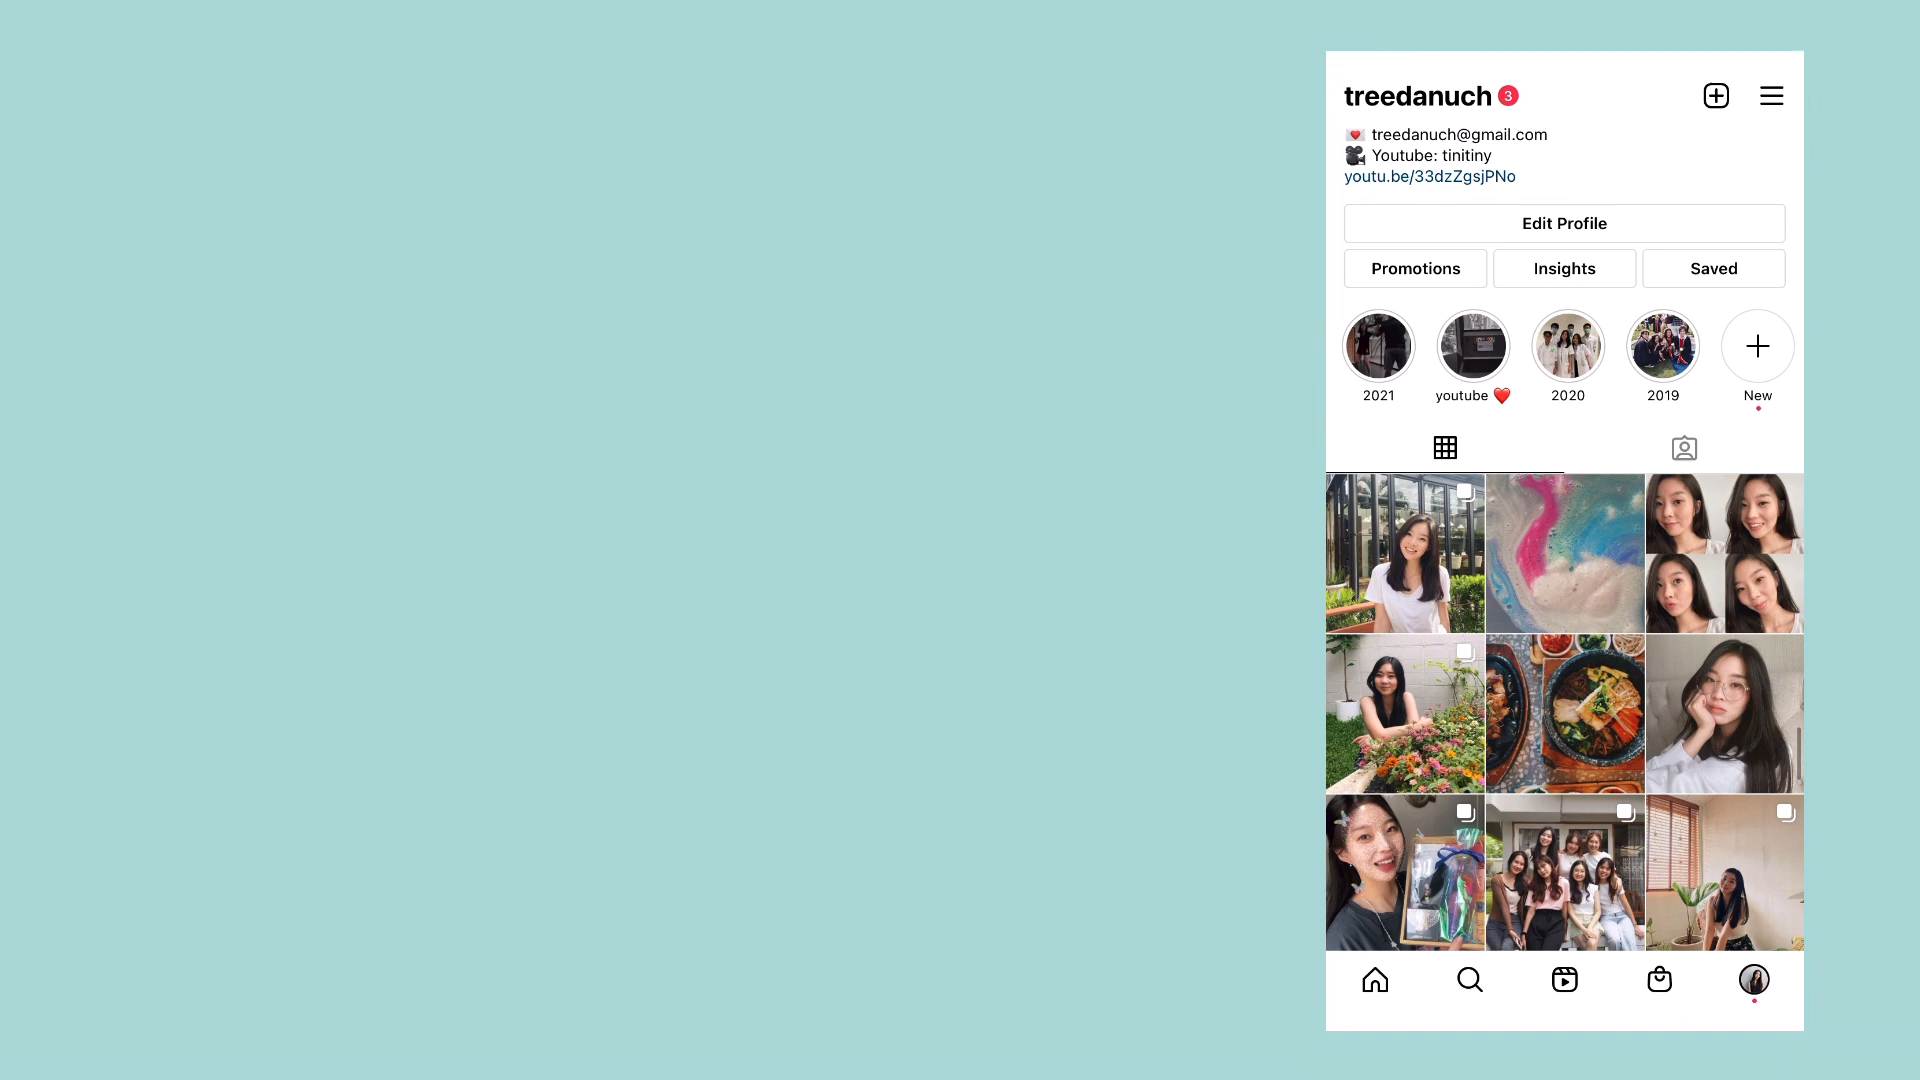 treedanuch 3
💌 treedanuch@gmail.com
🎥 Youtube: tinitiny
youtu.be/33dzZgsjPNo
Edit Profile
Promotions Insights Saved
2021 youtube ❤️ 2020 2019 New